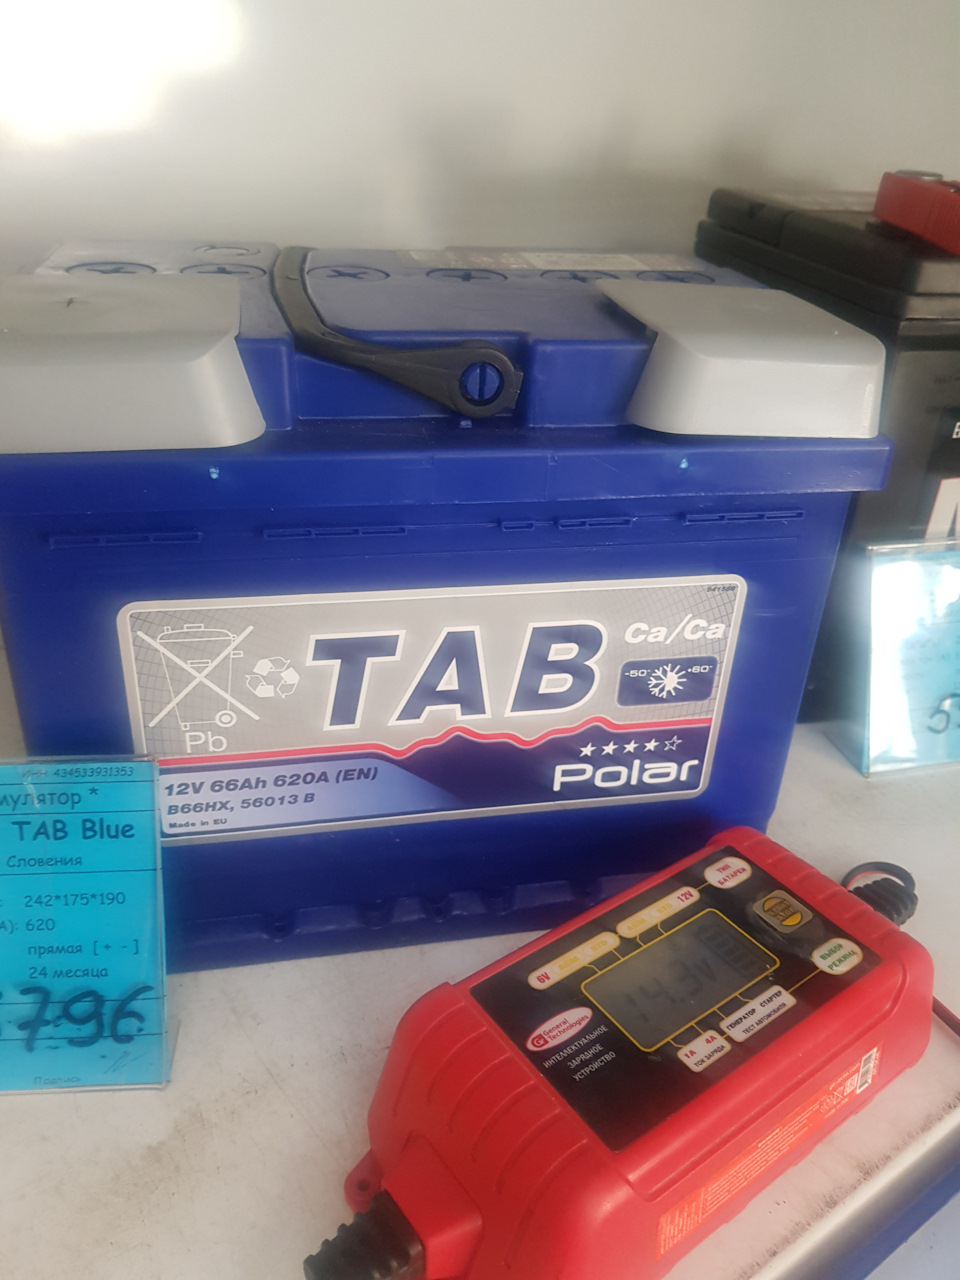 TAB
Ca/Ca
-50° +60°
Pb
Polar
12V 66Ah 620A (EN)
B66HX, 56013 B
Made in EU
434533931353
мулятор *
TAB Blue
Словения
242*175*190
А): 620
прямая [ + - ]
24 месяца
796
Подпись
ТИП БАТАРЕИ
12V
6V
ВЫБОР РЕЖИМА
General Technologies
ИНТЕЛЛЕКТУАЛЬНОЕ
ЗАРЯДНОЕ
УСТРОЙСТВО
ГЕНЕРАТОР СТАРТЕР
ТЕСТ АВТОМОБИЛЯ
1A 4A
ТОК ЗАРЯДА